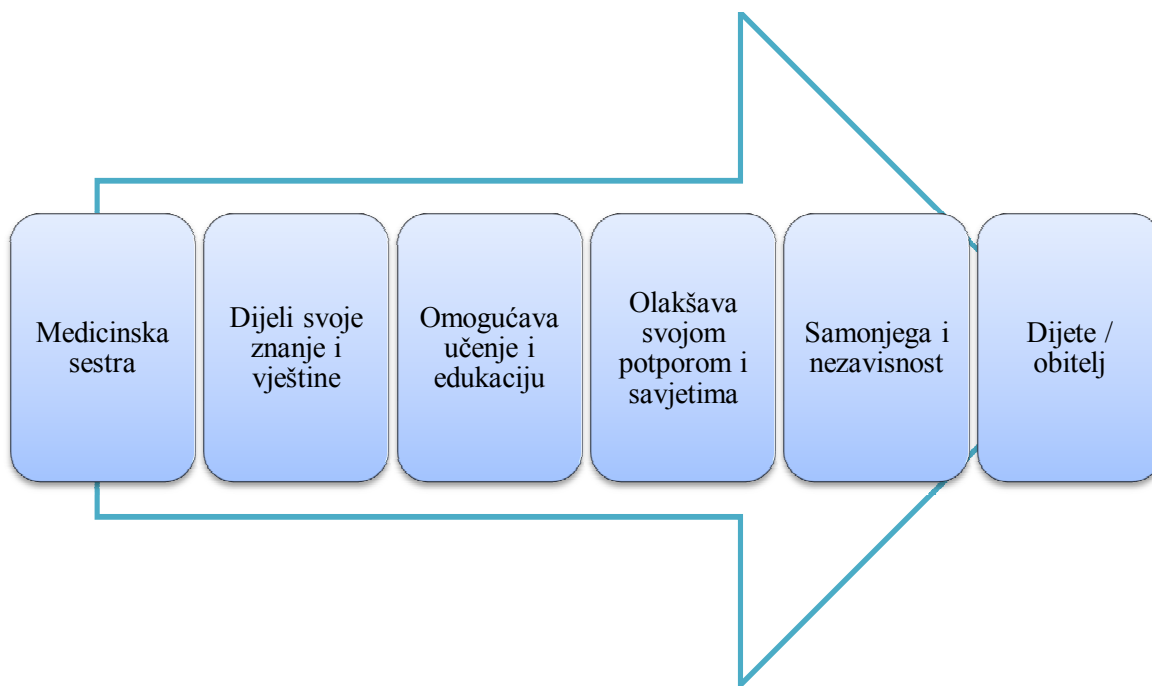 Medicinska
sestra
Dijeli svoje
znanje i
vještine
Omogućava
učenje i
edukaciju
Olakšava
svojom
potporom i
savjetima
Samonjega i
nezavisnost
Dijete /
obitelj